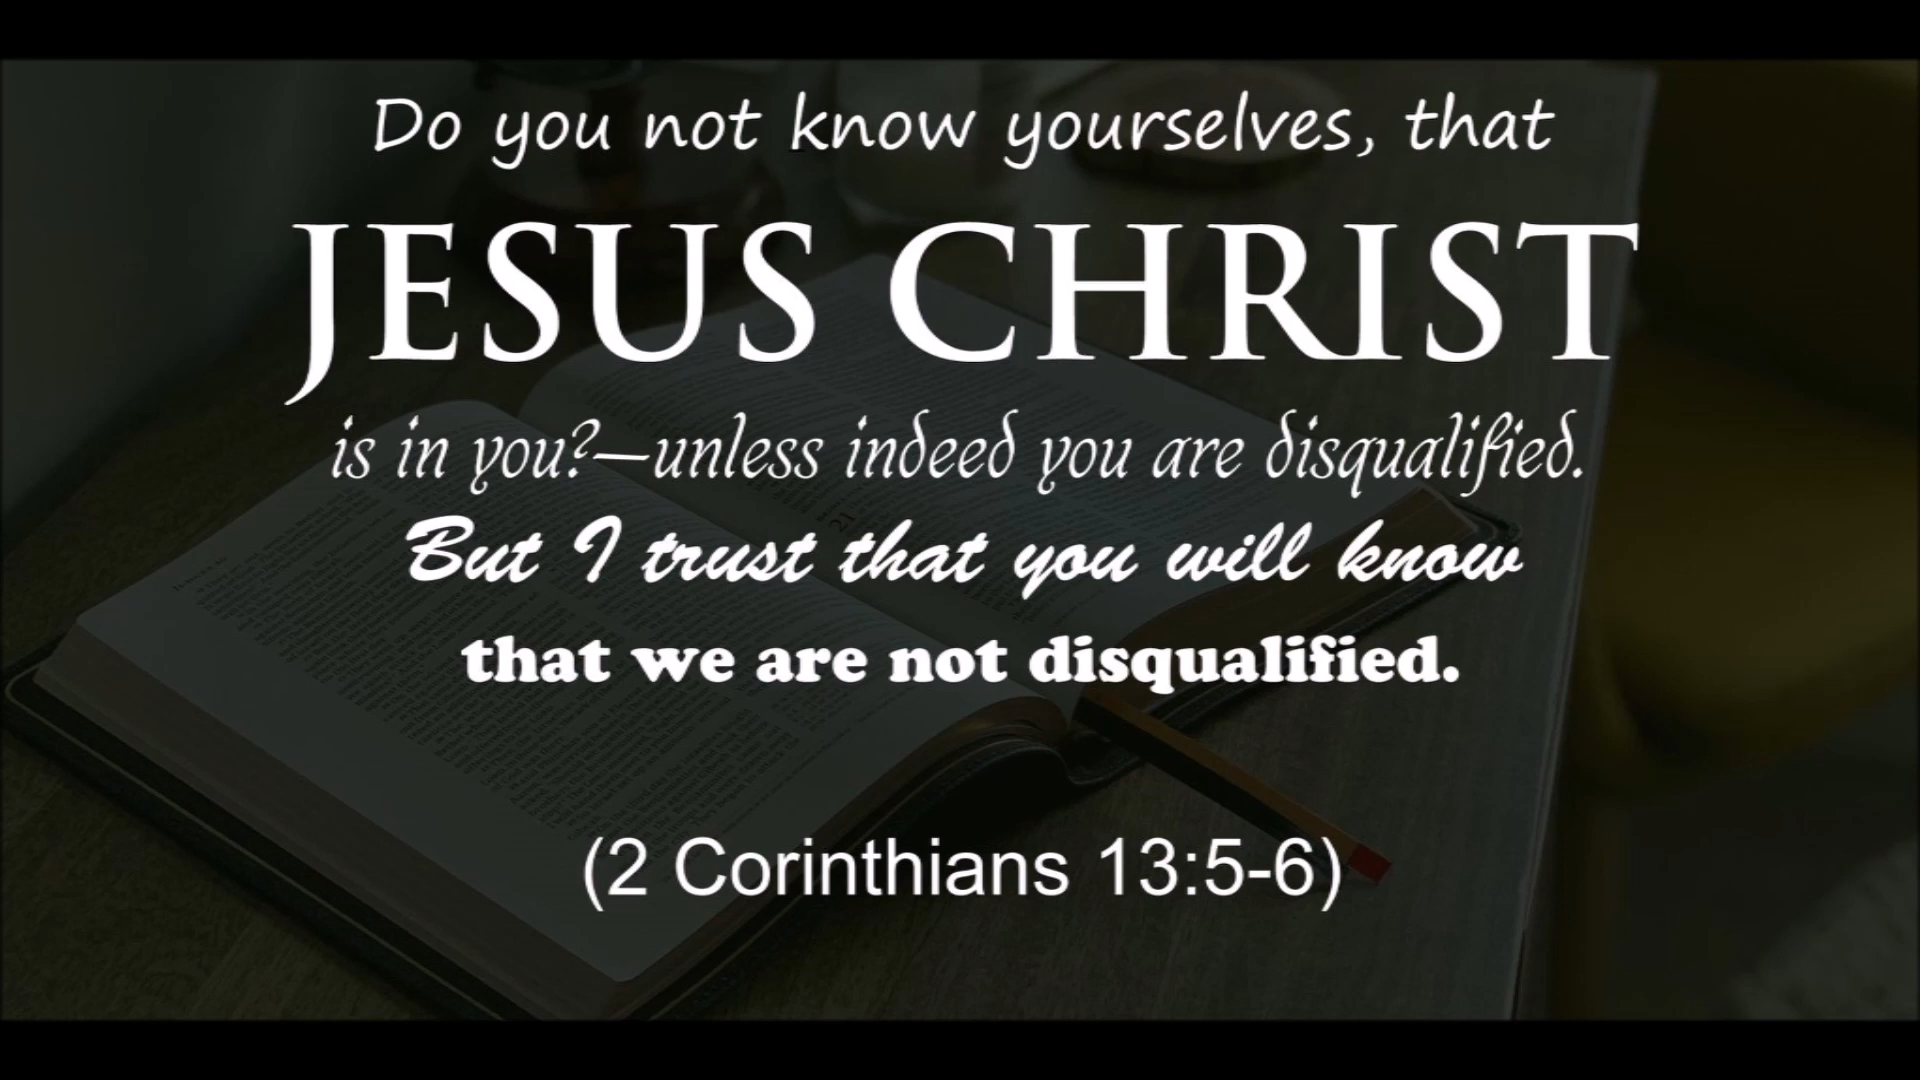 Do you not know yourselves, that
JESUS CHRIST
is in you?—unless indeed you are disqualified.
But I trust that you will know
that we are not disqualified.
(2 Corinthians 13:5-6)